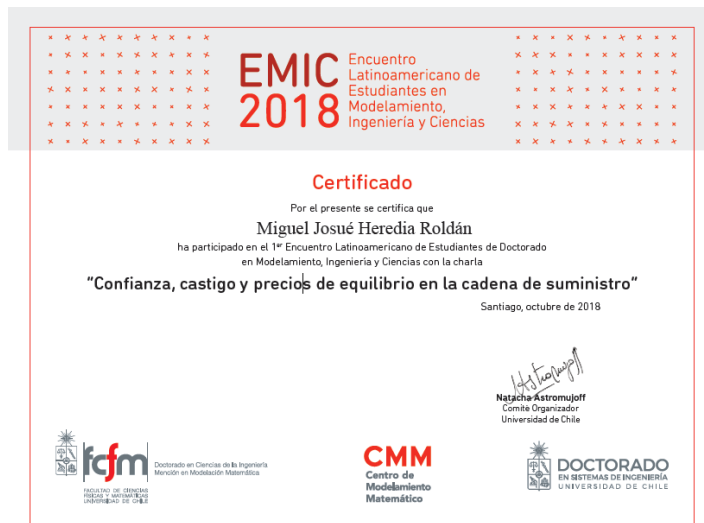 EMIC
2018
Encuentro
Latinoamericano de
Estudiantes en
Modelamiento,
Ingeniería y Ciencias
Certificado
Por el presente se certifica que
Miguel Josué Heredia Roldán
ha participado en el 1er Encuentro Latinoamericano de Estudiantes de Doctorado
en Modelamiento, Ingeniería y Ciencias con la charla
“Confianza, castigo y precios de equilibrio en la cadena de suministro”
Santiago, octubre de 2018
Natacha Astromujoff
Comité Organizador
Universidad de Chile
fcfm
FACULTAD DE CIENCIAS
FÍSICAS Y MATEMÁTICAS
UNIVERSIDAD DE CHILE
Doctorado en Ciencias de la Ingeniería
Mención en Modelación Matemática
CMM
Centro de
Modelamiento
Matemático
DOCTORADO
EN SISTEMAS DE INGENIERÍA
UNIVERSIDAD DE CHILE